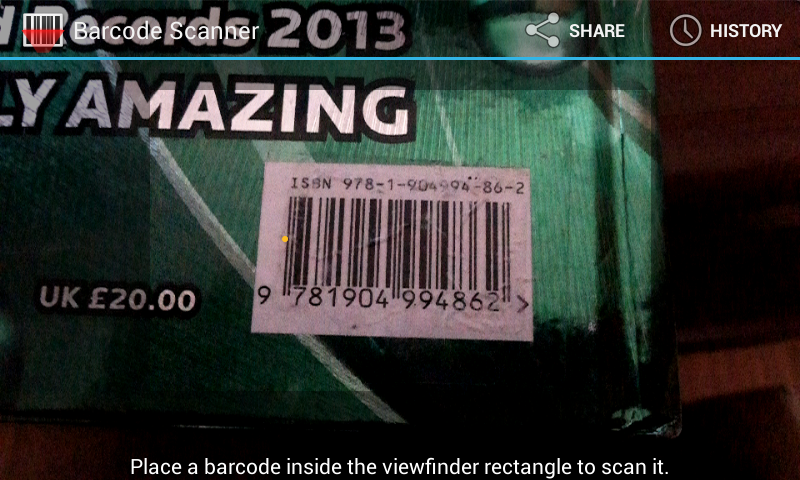 d Records 2013
Barcode Scanner
SHARE
HISTORY
LY AMAZING
ISBN 978-1-904994-86-2
9 781904 994862 >
UK £20.00
Place a barcode inside the viewfinder rectangle to scan it.